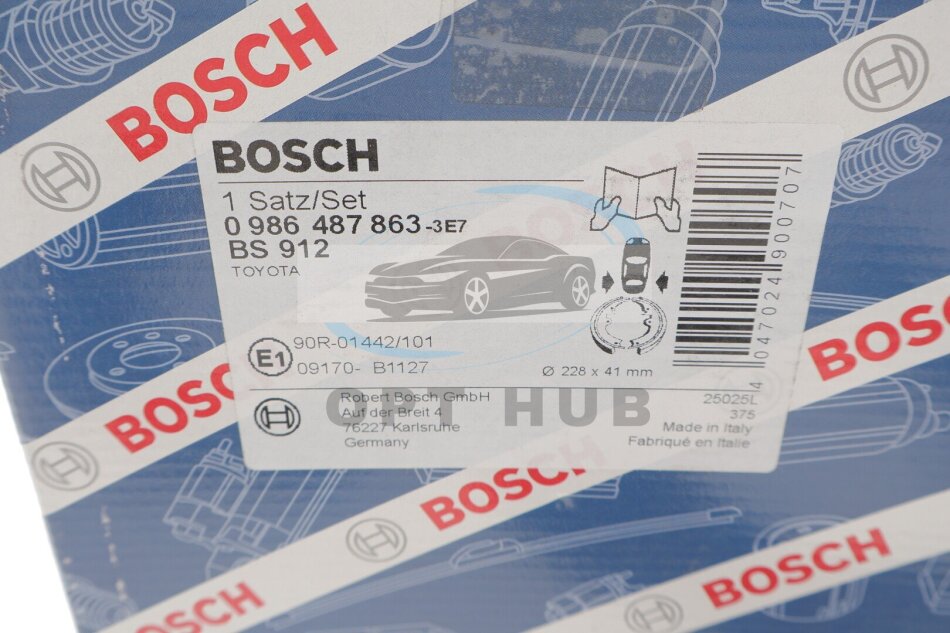 BOSCH
BOSCH
1 Satz/Set
0 986 487 863-3E7
BS 912
TOYOTA
E1
90R-01442/101
09170- B1127
Ø 228 x 41 mm
4 047024 900707
Robert Bosch GmbH
Auf der Breit 4
76227 Karlsruhe
Germany
25025L
375
Made in Italy
Fabriqué en Italie
OPT HUB
BOSCH
BOSCH
BOSCH
BOSCH
BOSCH